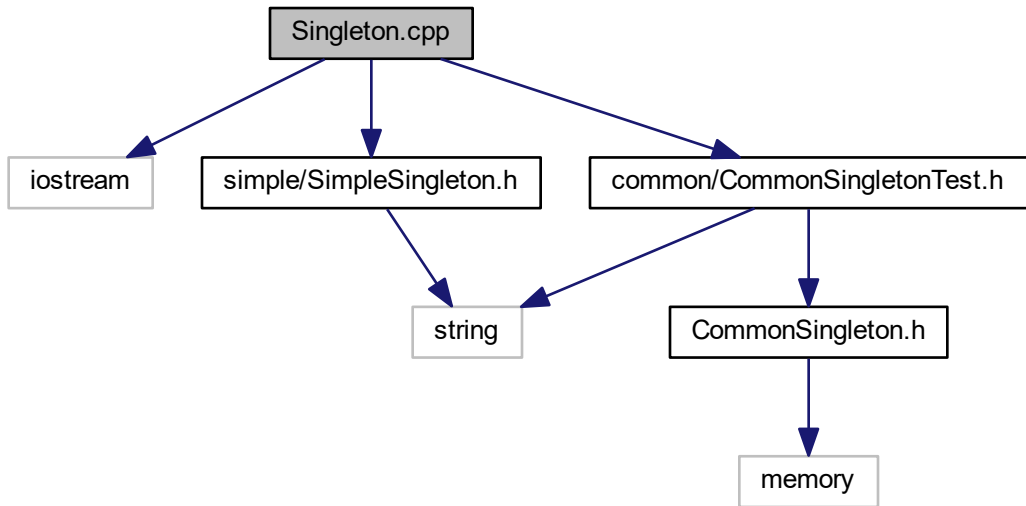 Singleton.cpp
iostream
simple/SimpleSingleton.h
common/CommonSingletonTest.h
string
CommonSingleton.h
memory